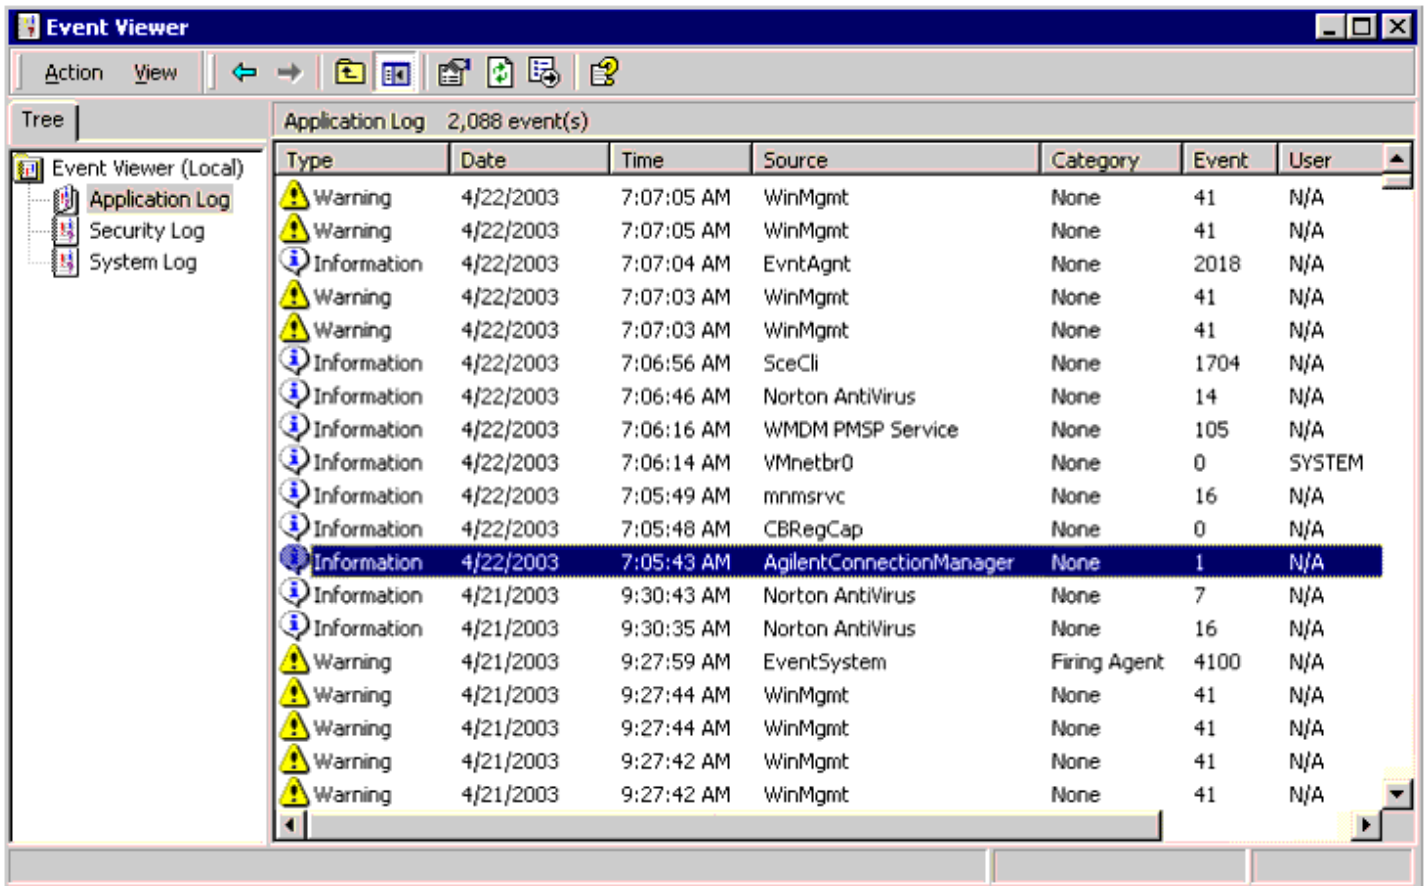 Event Viewer
Action View
Tree
Application Log 2,088 event(s)
Event Viewer (Local)
Application Log
Security Log
System Log
Type Date Time Source Category Event User
Warning 4/22/2003 7:07:05 AM WinMgmt None 41 N/A
Warning 4/22/2003 7:07:05 AM WinMgmt None 41 N/A
Information 4/22/2003 7:07:04 AM EvntAgnt None 2018 N/A
Warning 4/22/2003 7:07:03 AM WinMgmt None 41 N/A
Warning 4/22/2003 7:07:03 AM WinMgmt None 41 N/A
Information 4/22/2003 7:06:56 AM SceCli None 1704 N/A
Information 4/22/2003 7:06:46 AM Norton AntiVirus None 14 N/A
Information 4/22/2003 7:06:16 AM WMDM PMSP Service None 105 N/A
Information 4/22/2003 7:06:14 AM VMnetbr0 None 0 SYSTEM
Information 4/22/2003 7:05:49 AM mnmsrvc None 16 N/A
Information 4/22/2003 7:05:48 AM CBRegCap None 0 N/A
Information 4/22/2003 7:05:43 AM AgilentConnectionManager None 1 N/A
Information 4/21/2003 9:30:43 AM Norton AntiVirus None 7 N/A
Information 4/21/2003 9:30:35 AM Norton AntiVirus None 16 N/A
Warning 4/21/2003 9:27:59 AM EventSystem Firing Agent 4100 N/A
Warning 4/21/2003 9:27:44 AM WinMgmt None 41 N/A
Warning 4/21/2003 9:27:44 AM WinMgmt None 41 N/A
Warning 4/21/2003 9:27:42 AM WinMgmt None 41 N/A
Warning 4/21/2003 9:27:42 AM WinMgmt None 41 N/A